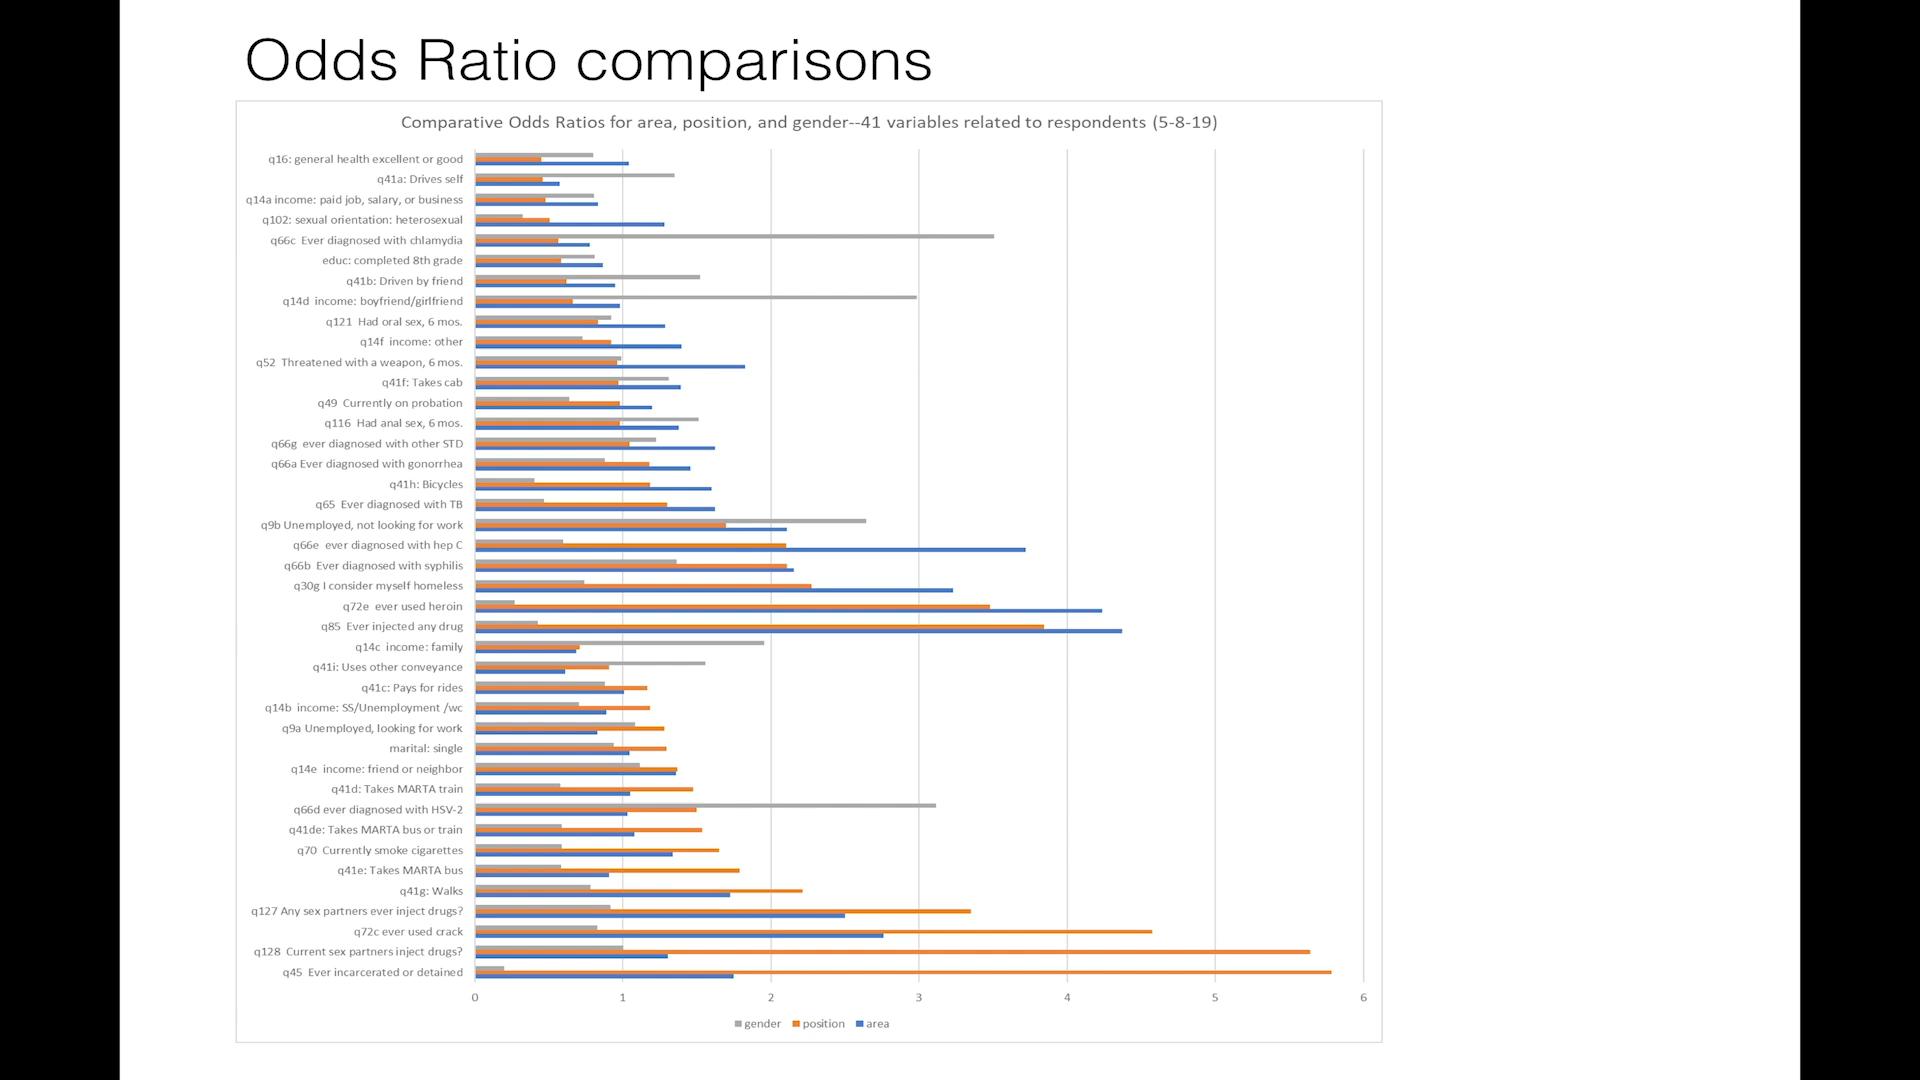 Odds Ratio comparisons
Comparative Odds Ratios for area, position, and gender--41 variables related to respondents (5-8-19)
q16: general health excellent or good
q41a: Drives self
q14a income: paid job, salary, or business
q102: sexual orientation: heterosexual
q66c Ever diagnosed with chlamydia
educ: completed 8th grade
q41b: Driven by friend
q14d income: boyfriend/girlfriend
q121 Had oral sex, 6 mos.
q14f income: other
q52 Threatened with a weapon, 6 mos.
q41f: Takes cab
q49 Currently on probation
q116 Had anal sex, 6 mos.
q66g ever diagnosed with other STD
q66a Ever diagnosed with gonorrhea
q41h: Bicycles
q65 Ever diagnosed with TB
q9b Unemployed, not looking for work
q66e ever diagnosed with hep C
q66b Ever diagnosed with syphilis
q30g I consider myself homeless
q72e ever used heroin
q85 Ever injected any drug
q14c income: family
q41i: Uses other conveyance
q41c: Pays for rides
q14b income: SS/Unemployment /wc
q9a Unemployed, looking for work
marital: single
q14e income: friend or neighbor
q41d: Takes MARTA train
q66d ever diagnosed with HSV-2
q41de: Takes MARTA bus or train
q70 Currently smoke cigarettes
q41e: Takes MARTA bus
q41g: Walks
q127 Any sex partners ever inject drugs?
q72c ever used crack
q128 Current sex partners inject drugs?
q45 Ever incarcerated or detained
0 1 2 3 4 5 6
gender position area